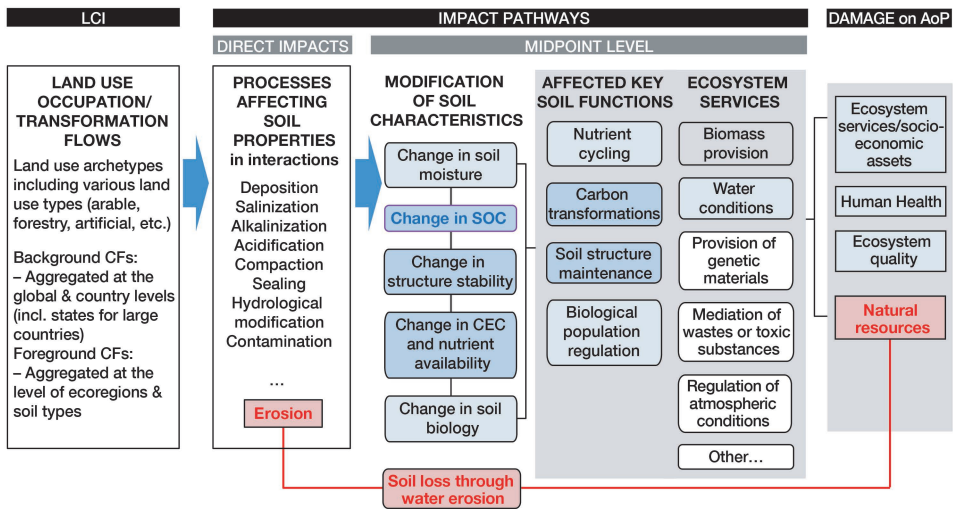 LCI
IMPACT PATHWAYS
DAMAGE on AoP
DIRECT IMPACTS
MIDPOINT LEVEL
LAND USE
OCCUPATION/
TRANSFORMATION
FLOWS
Land use archetypes
including various land
use types (arable,
forestry, artificial, etc.)
Background CFs:
– Aggregated at the
global & country levels
(incl. states for large
countries)
Foreground CFs:
– Aggregated at the
level of ecoregions &
soil types
PROCESSES
AFFECTING
SOIL
PROPERTIES
in interactions
Deposition
Salinization
Alkalinization
Acidification
Compaction
Sealing
Hydrological
modification
Contamination
...
Erosion
MODIFICATION
OF SOIL
CHARACTERISTICS
Change in soil
moisture
Change in SOC
Change in
structure stability
Change in CEC
and nutrient
availability
Change in soil
biology
AFFECTED KEY
SOIL FUNCTIONS
Nutrient
cycling
Carbon
transformations
Soil structure
maintenance
Biological
population
regulation
ECOSYSTEM
SERVICES
Biomass
provision
Water
conditions
Provision of
genetic
materials
Mediation of
wastes or toxic
substances
Regulation of
atmospheric
conditions
Other...
Ecosystem
services/socio-
economic
assets
Human Health
Ecosystem
quality
Natural
resources
Soil loss through
water erosion